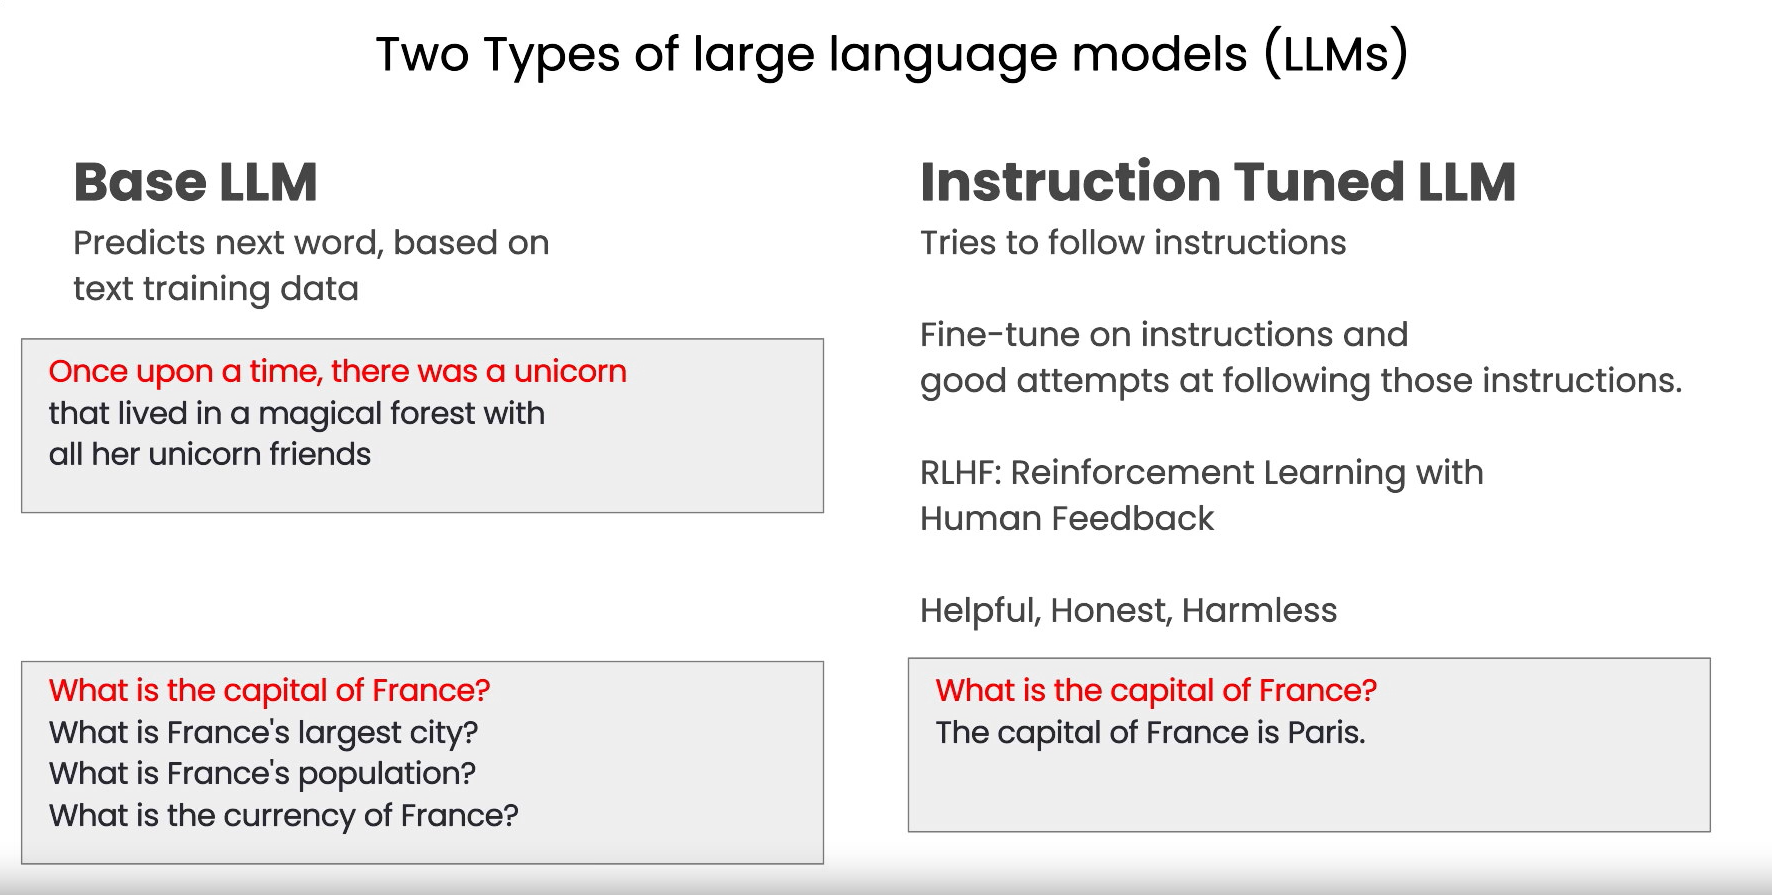 Two Types of large language models (LLMs)
Base LLM
Predicts next word, based on
text training data
Once upon a time, there was a unicorn
that lived in a magical forest with
all her unicorn friends
What is the capital of France?
What is France's largest city?
What is France's population?
What is the currency of France?
Instruction Tuned LLM
Tries to follow instructions
Fine-tune on instructions and
good attempts at following those instructions.
RLHF: Reinforcement Learning with
Human Feedback
Helpful, Honest, Harmless
What is the capital of France?
The capital of France is Paris.